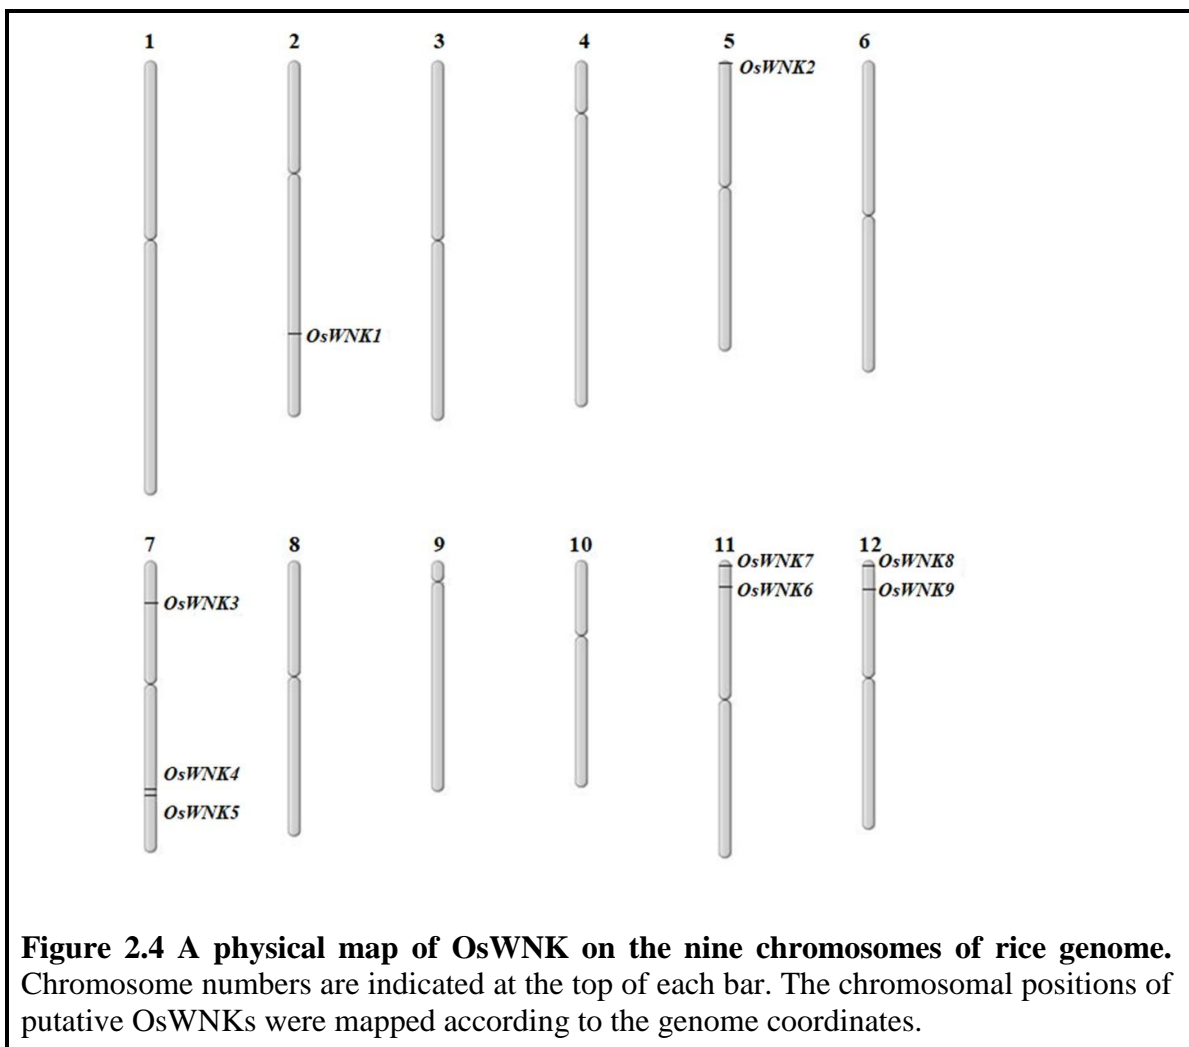 1 2 3 4 5 6
OsWNK2
OsWNK1
7 8 9 10 11 12
OsWNK7 OsWNK8
OsWNK6 OsWNK9
OsWNK3
OsWNK4
OsWNK5
Figure 2.4 A physical map of OsWNK on the nine chromosomes of rice genome.
Chromosome numbers are indicated at the top of each bar. The chromosomal positions of
putative OsWNKs were mapped according to the genome coordinates.